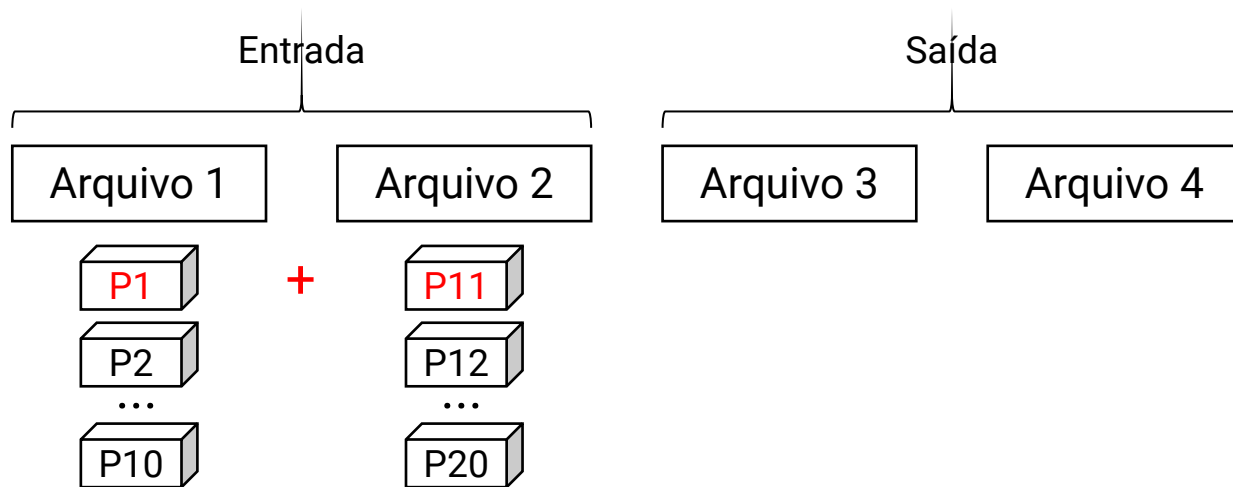 Entrada Saída
Arquivo 1 Arquivo 2 Arquivo 3 Arquivo 4
P1 + P11
P2 P12
... ...
P10 P20